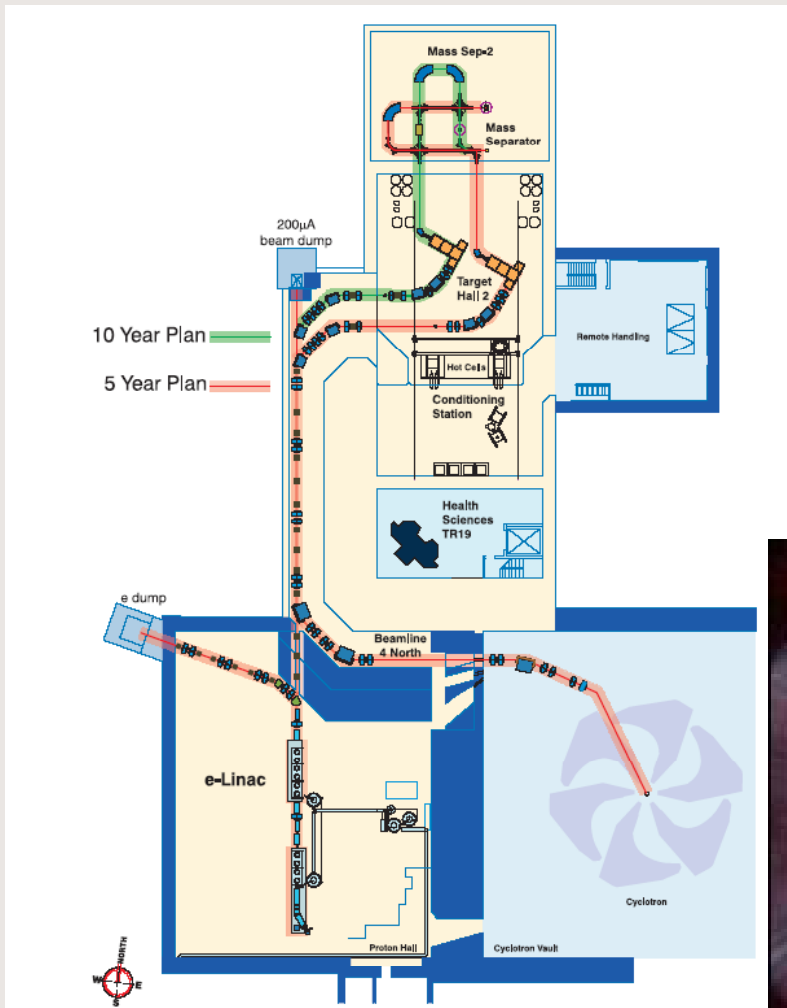 Mass Sep-2
Mass
Separator
200µA
beam dump
Target
Hall 2
10 Year Plan
Remote Handling
Hot Cells
5 Year Plan
Conditioning
Station
Health
Sciences
TR19
e dump
Beamline
4 North
e-Linac
Cyclotron
Proton Hall
Cyclotron Vault
NORTH
W
E
S